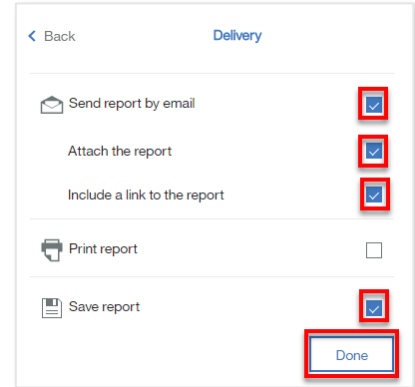 Back
Delivery
Send report by email
Attach the report
Include a link to the report
Print report
Save report
Done